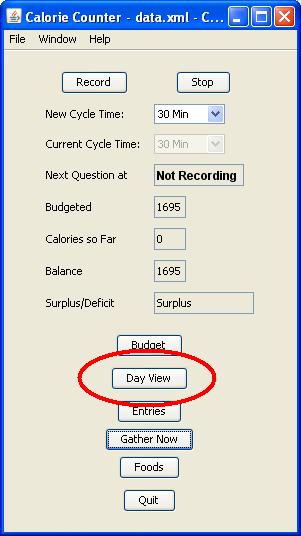 Calorie Counter - data.xml - C...
File Window Help
Record Stop
New Cycle Time: 30 Min
Current Cycle Time: 30 Min
Next Question at Not Recording
Budgeted 1695
Calories so Far 0
Balance 1695
Surplus/Deficit Surplus
Budget
Day View
Entries
Gather Now
Foods
Quit